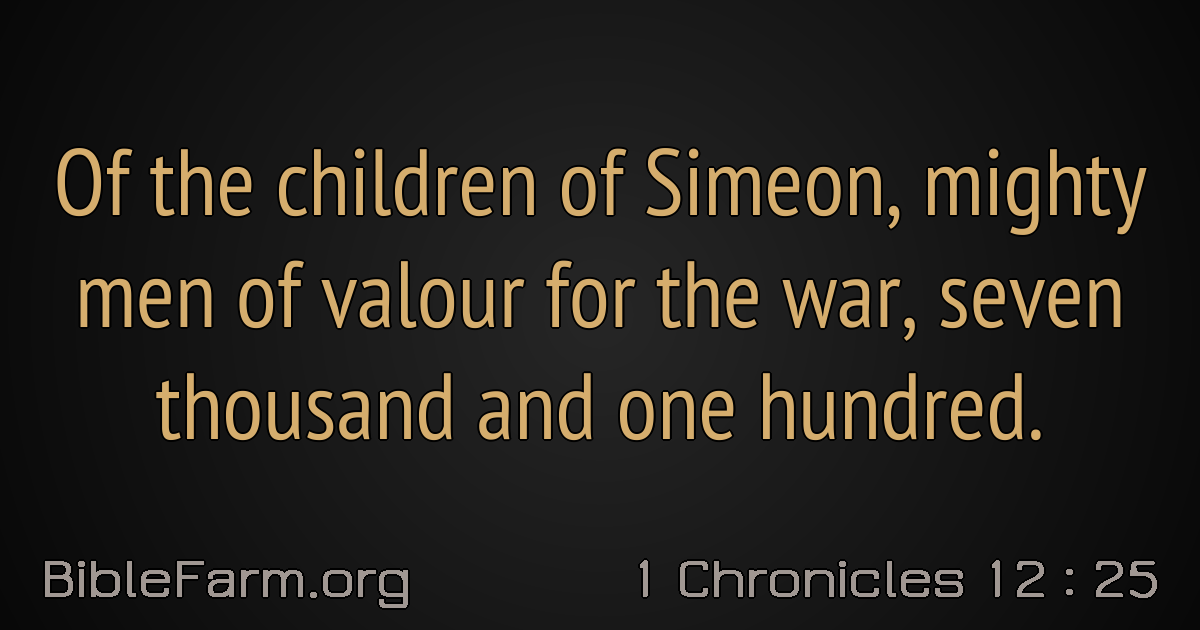 Of the children of Simeon, mighty
men of valour for the war, seven
thousand and one hundred.
BibleFarm.org
1 Chronicles 12 : 25